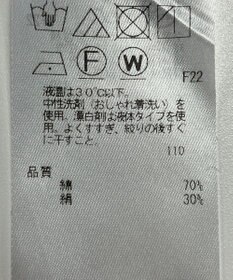 F W
F22
液温は30℃以下。
中性洗剤（おしゃれ着洗い）を
使用。漂白剤は液体タイプを使
用。よくすすぎ、絞りの後すぐ
に干すこと。
110
品質
綿 70%
絹 30%